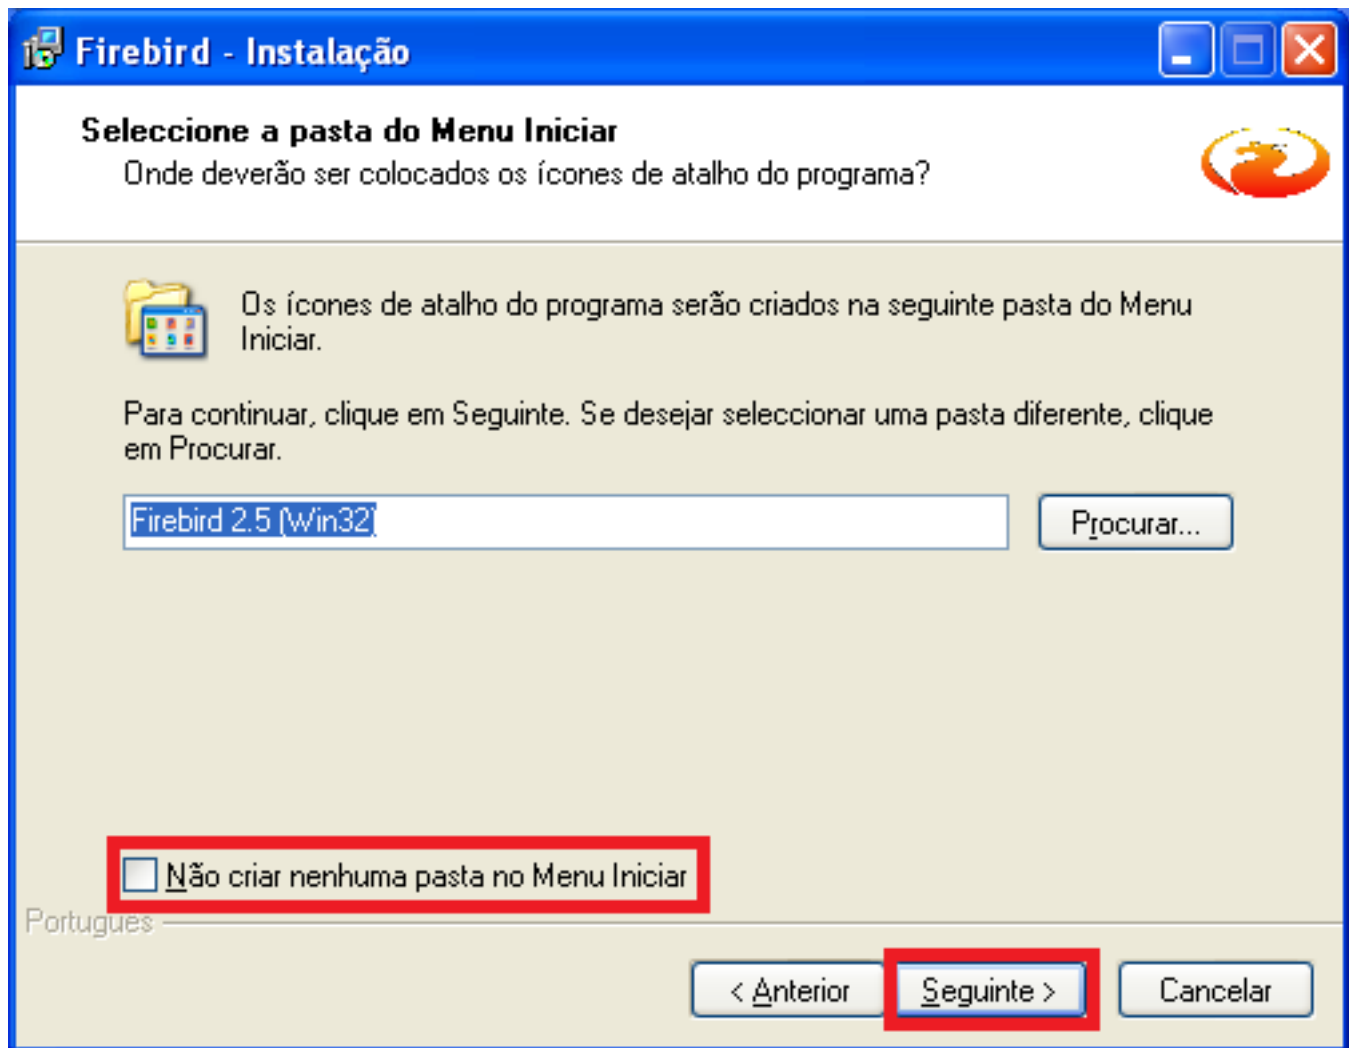 Firebird - Instalação
Seleccione a pasta do Menu Iniciar
Onde deverão ser colocados os ícones de atalho do programa?
Os ícones de atalho do programa serão criados na seguinte pasta do Menu
Iniciar.
Para continuar, clique em Seguinte. Se desejar seleccionar uma pasta diferente, clique
em Procurar.
Firebird 2.5 (Win32)
Procurar...
Não criar nenhuma pasta no Menu Iniciar
Português
< Anterior
Seguinte >
Cancelar